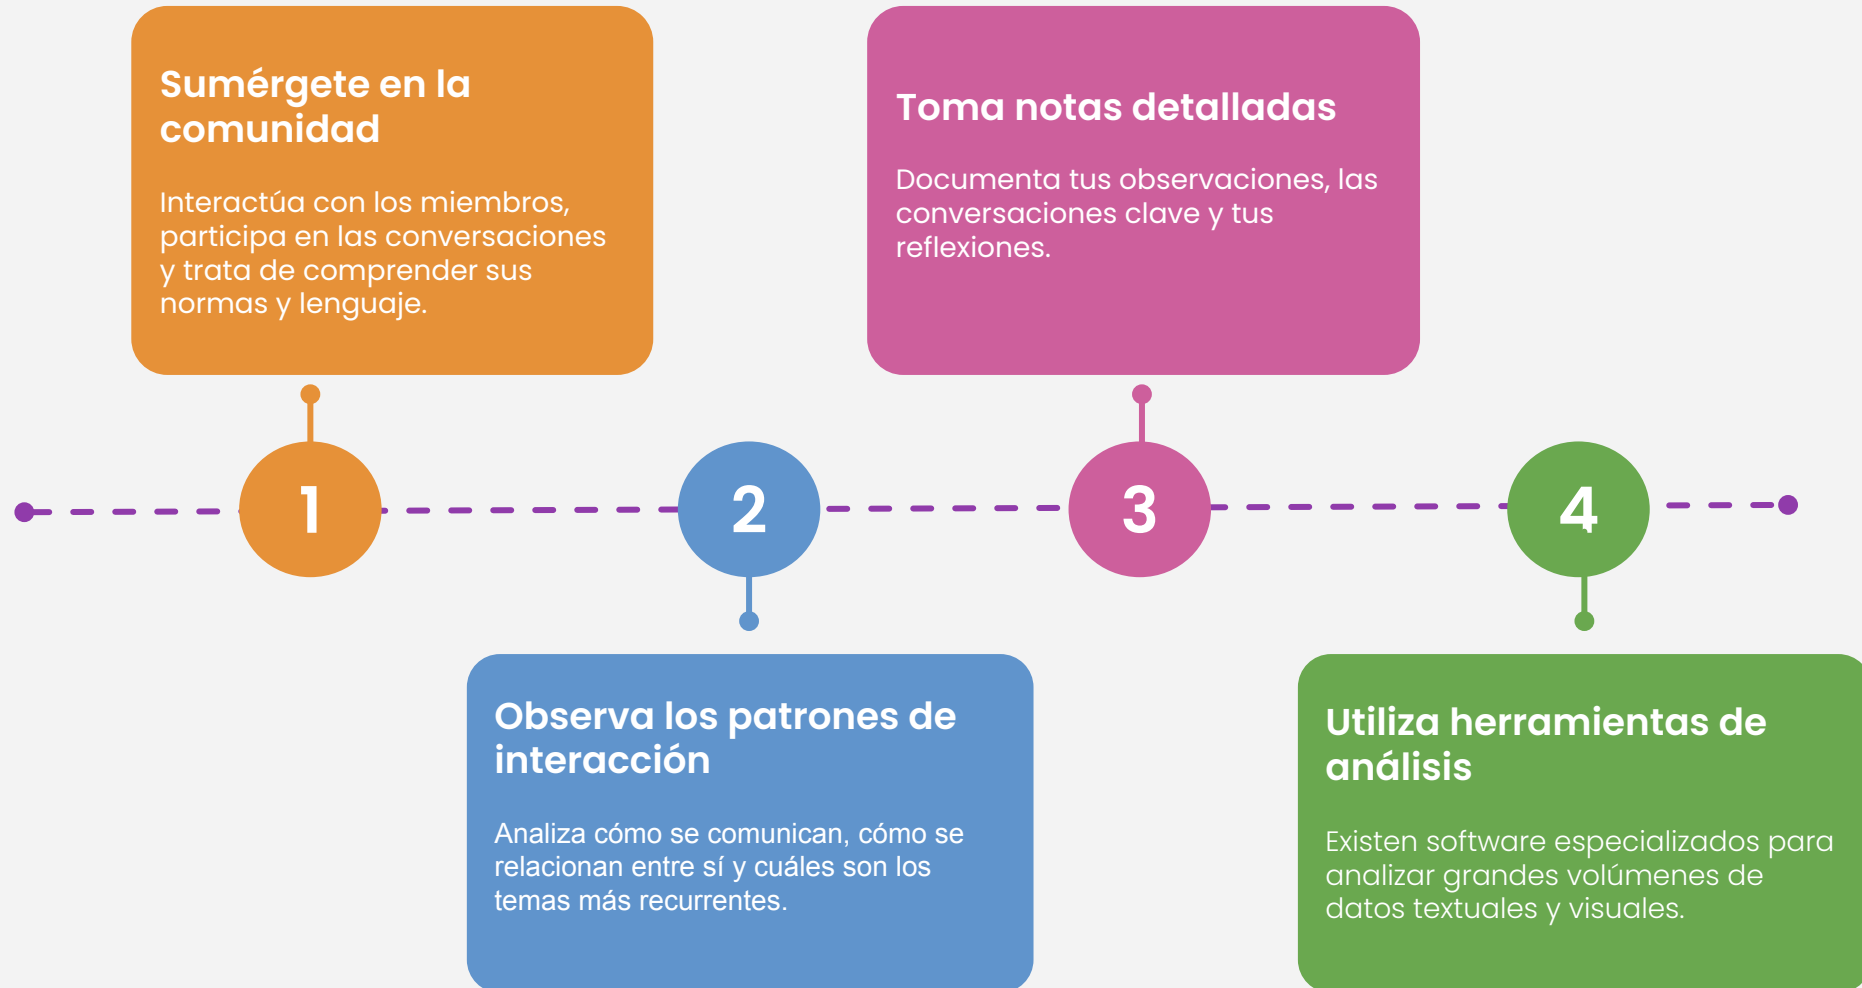 Sumérgete en la
comunidad
Interactúa con los miembros,
participa en las conversaciones
y trata de comprender sus
normas y lenguaje.
Toma notas detalladas
Documenta tus observaciones, las
conversaciones clave y tus
reflexiones.
1
2
3
4
Observa los patrones de
interacción
Analiza cómo se comunican, cómo se
relacionan entre sí y cuáles son los
temas más recurrentes.
Utiliza herramientas de
análisis
Existen software especializados para
analizar grandes volúmenes de
datos textuales y visuales.